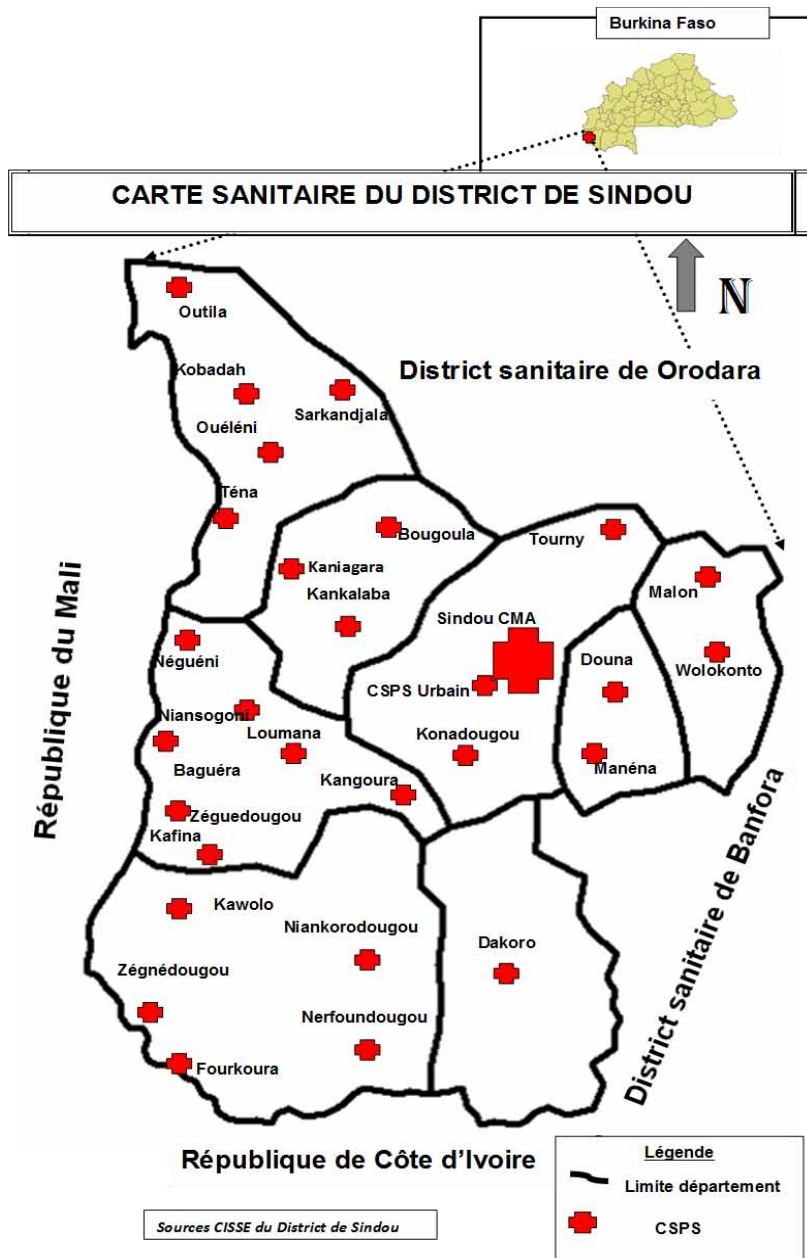 Burkina Faso
CARTE SANITAIRE DU DISTRICT DE SINDOU
N
Outila
District sanitaire de Orodara
Kobadah
Sarkandjala
Ouéléni
Téna
Bougoula
Tourny
Kaniagara
Malon
Kankalaba
Sindou CMA
République du Mali
Néguéni
Douna
Wolokonto
CSPS Urbain
Niansogoni
Loumana
Konadougou
Baguéra
Manéna
Kangoura
Zéguedougou
Kafina
Kawolo
Niankorodougou
Dakoro
Zégnédougou
Nerfoundougou
Fourkoura
District sanitaire de Banfora
République de Côte d'Ivoire
Légende
Limite département
CSPS
Sources CISSE du District de Sindou